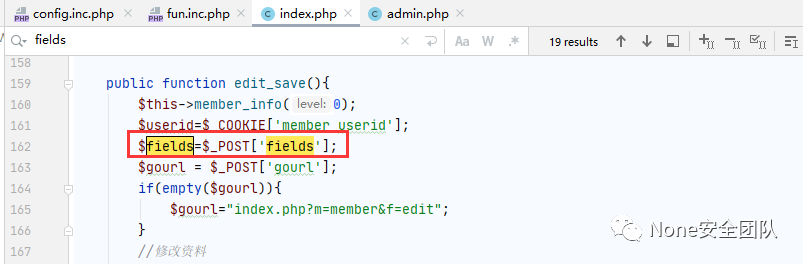 config.inc.php fun.inc.php index.php admin.php
fields Aa W .* 19 results
158
159 public function edit_save(){
160 $this->member_info( level: 0);
161 $userid=$_COOKIE['member_userid'];
162 $fields=$_POST['fields'];
163 $gourl = $_POST['gourl'];
164 if(empty($gourl)){
165 $gourl="index.php?m=member&f=edit";
166 }
167 //修改资料
None安全团队